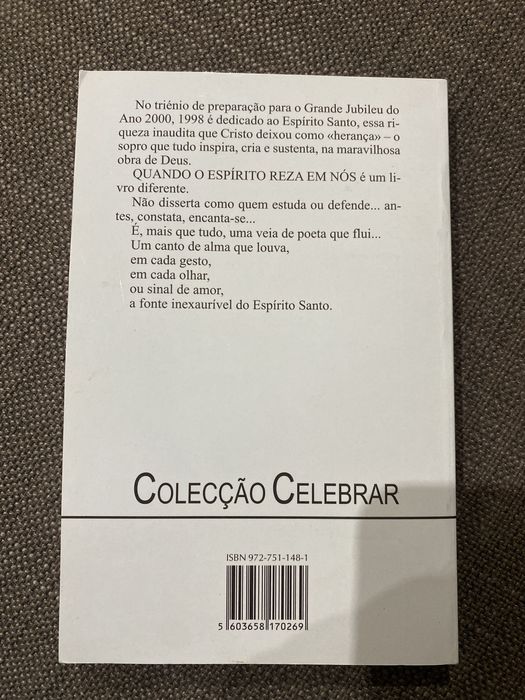 No triénio de preparação para o Grande Jubileu do
Ano 2000, 1998 é dedicado ao Espírito Santo, essa ri-
queza inaudita que Cristo deixou como «herança» – o
sopro que tudo inspira, cria e sustenta, na maravilhosa
obra de Deus.
QUANDO O ESPÍRITO REZA EM NÓS é um li-
vro diferente.
Não disserta como quem estuda ou defende... an-
tes, constata, encanta-se...
É, mais que tudo, uma veia de poeta que flui...
Um canto de alma que louva,
em cada gesto,
em cada olhar,
ou sinal de amor,
a fonte inexaurível do Espírito Santo.
COLECÇÃO CELEBRAR
ISBN 972-751-148-1
5 603658 170269